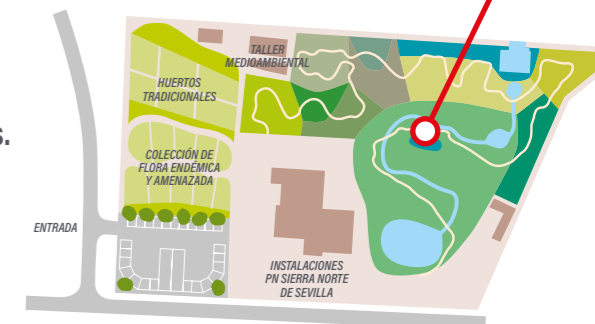 TALLER
MEDIOAMBIENTAL
HUERTOS
TRADICIONALES
s.
COLECCIÓN DE
FLORA ENDÉMICA
Y AMENAZADA
ENTRADA
INSTALACIONES
PN SIERRA NORTE
DE SEVILLA